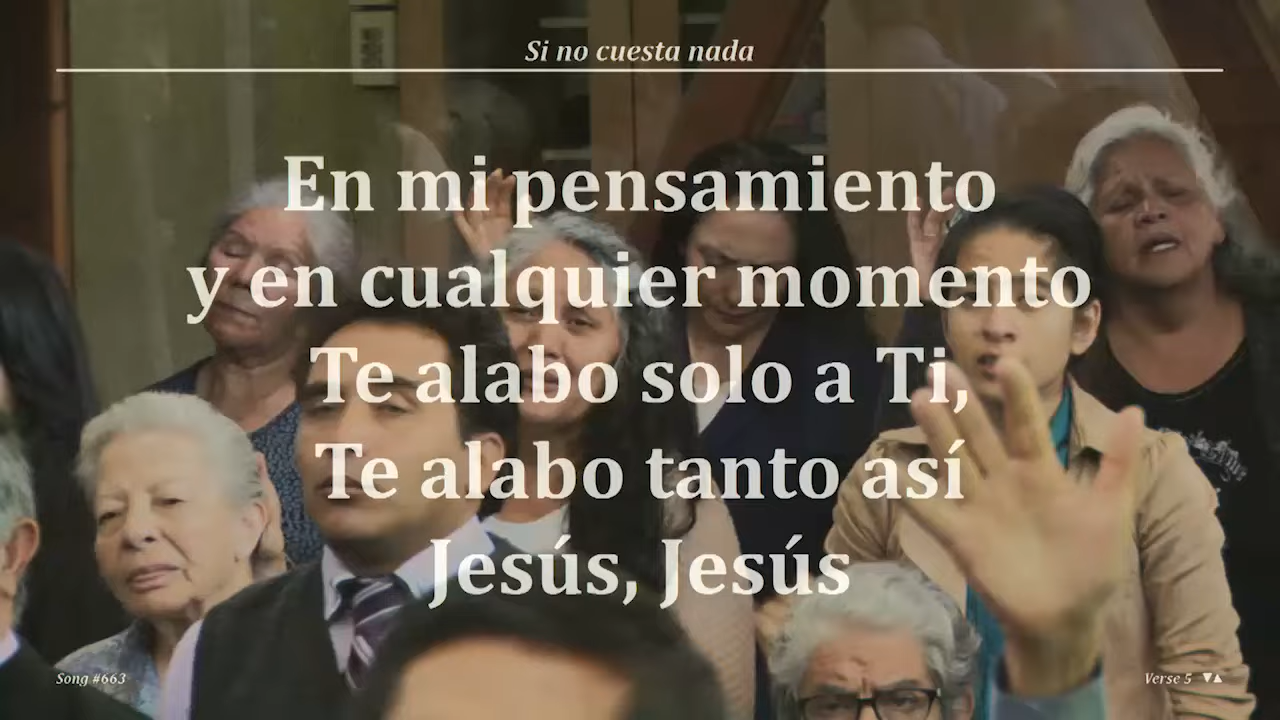 Si no cuesta nada
En mi pensamiento
y en cualquier momento
Te alabo solo a Ti,
Te alabo tanto así
Jesús, Jesús
Song #663
Verse 5 ▼▲